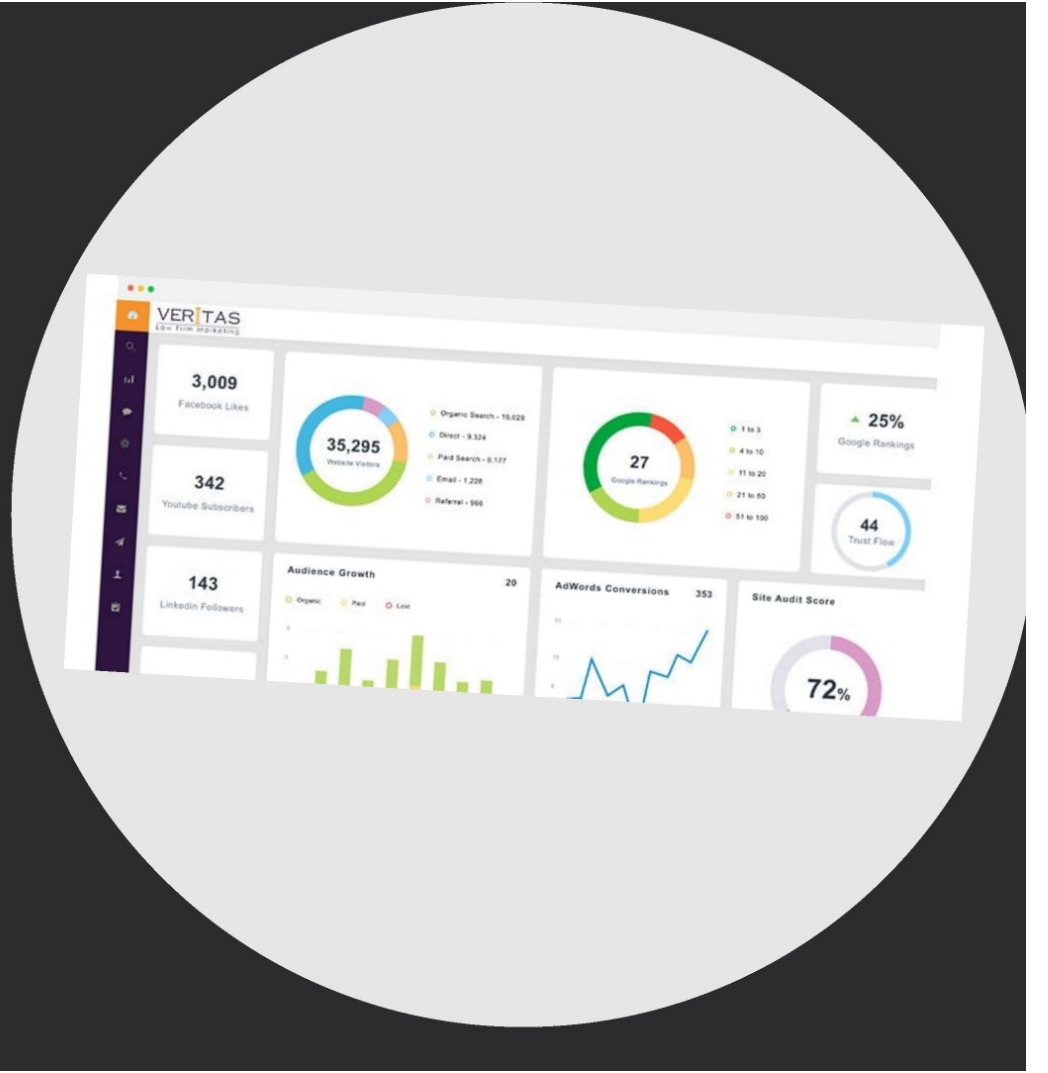 VERITAS
Law Firm Marketing
3,009
Facebook Likes
342
Youtube Subscribers
143
Linkedin Followers
35,295
Website Visitors
Organic Search -
Direct - 9,324
Paid Search -
Email - 1,228
Referral - 966
27
Google Rankings
1 to 3
4 to 10
11 to 20
21 to 50
51 to 100
25%
Google Rankings
44
Trust Flow
Audience Growth 20
Organic Paid Lost
AdWords Conversions 353
Site Audit Score
72%